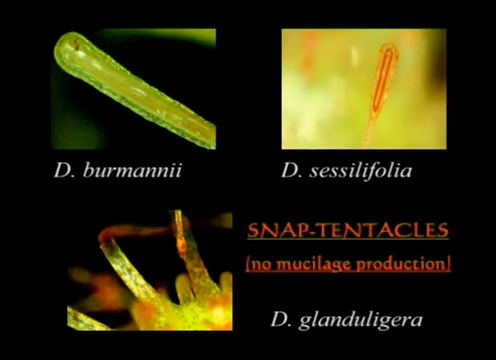 D. burmannii
D. sessilifolia
SNAP-TENTACLES
(no mucilage production)
D. glanduligera